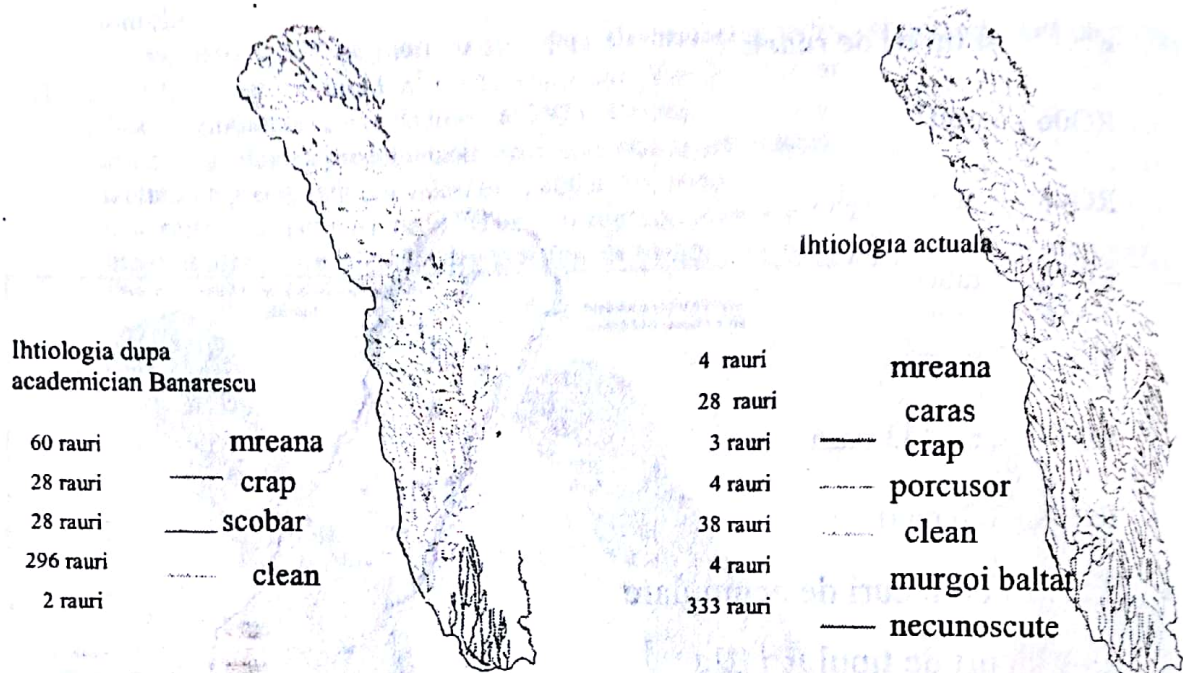 Ihtiologia dupa
academician Banarescu
60 rauri
mreana
28 rauri
crap
28 rauri
scobar
296 rauri
clean
2 rauri
Ihtiologia actuala
4 rauri
mreana
28 rauri
caras
3 rauri
crap
4 rauri
porcusor
38 rauri
clean
4 rauri
murgoi baltat
333 rauri
necunoscute